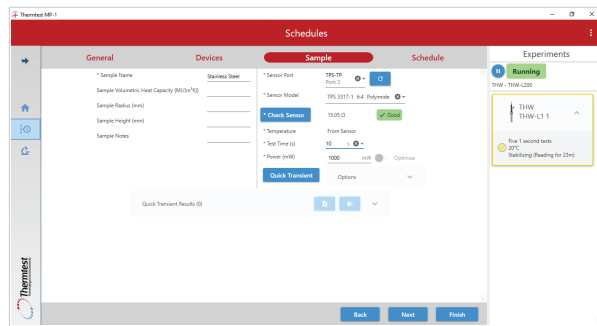 Thermtest MP-1
Schedules
General
Devices
Sample
Schedule
* Sample Name
Stainless Steel
Sample Volumetric Heat Capacity (MJ/[m³K])
Sample Radius (mm)
Sample Height (mm)
Sample Notes
* Sensor Port
TPS-TP
Port: 2
* Sensor Model
TPS 3317-1 6.4 Polyimide
* Check Sensor
15.05 Ω
Good
* Temperature
From Sensor
* Test Time (s)
10 s
* Power (mW)
1000 mW
Optimise
Quick Transient
Options
Quick Transient Results (0)
Back
Next
Finish
Experiments
Running
THW - THW-L200
THW
THW-L1 1
Five 1 second tests
20°C
Stabilizing (Reading for 23m)
Thermtest